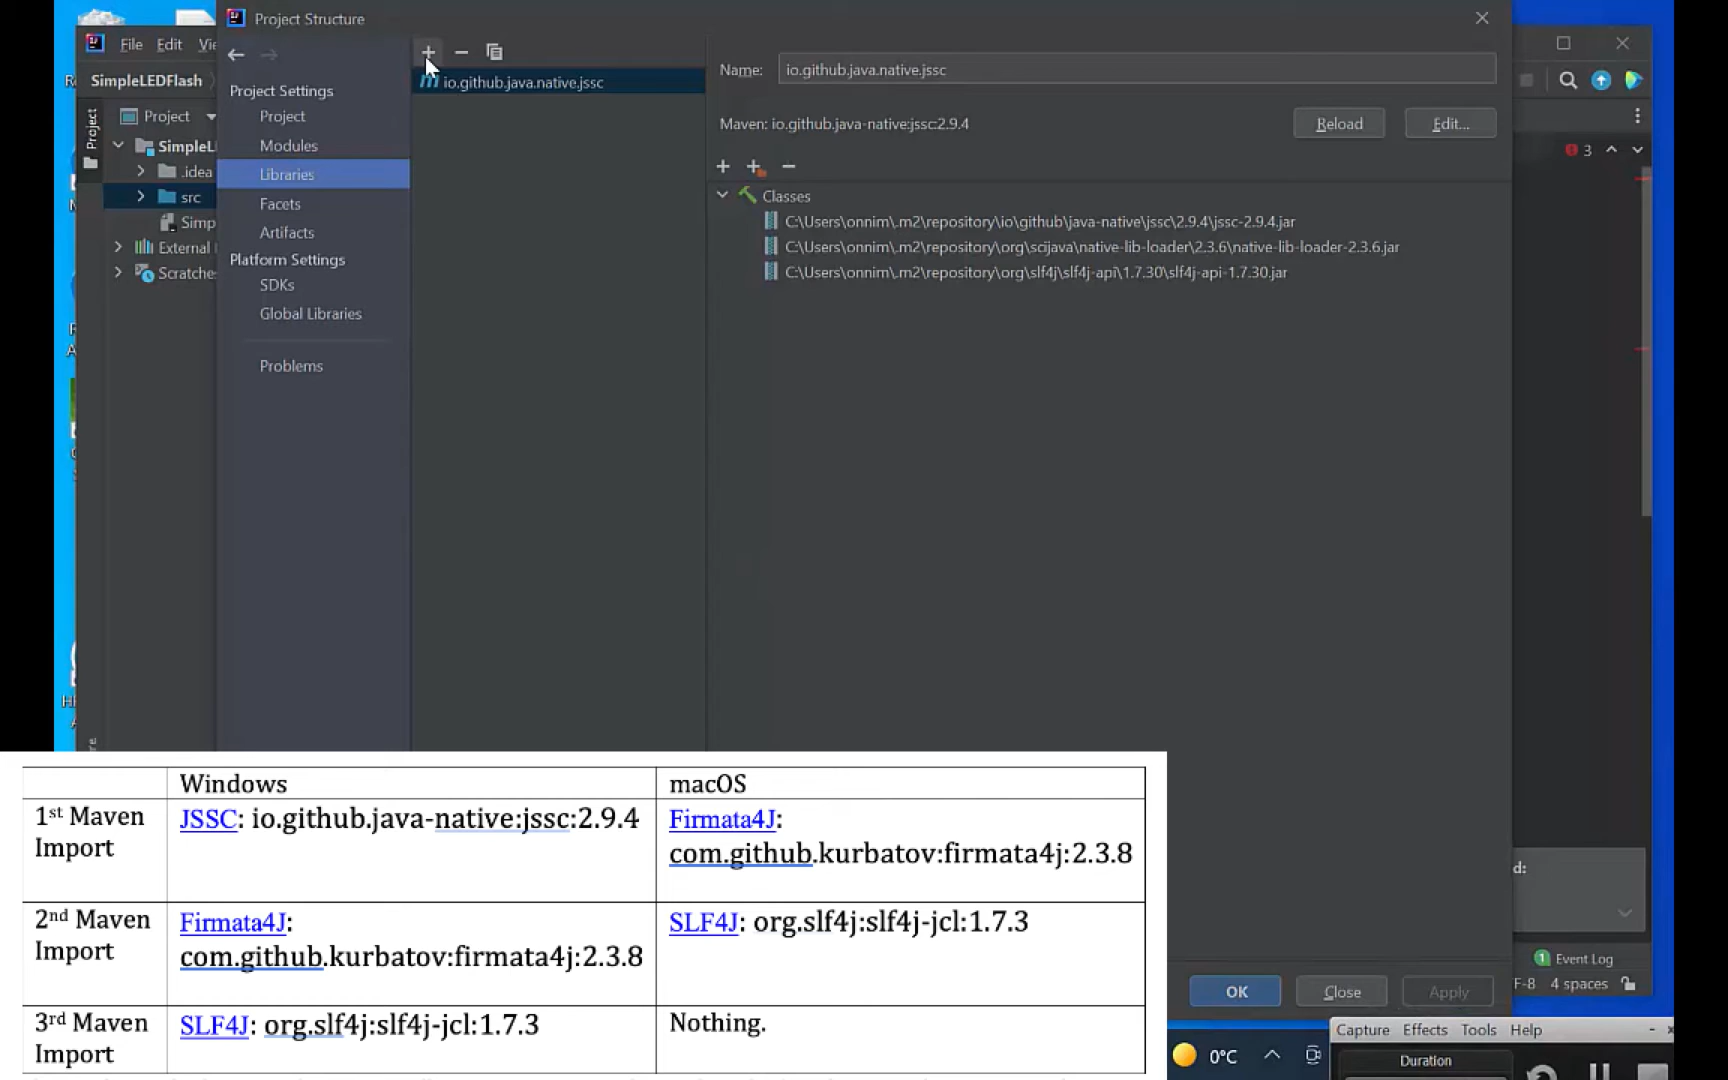 Project Structure
File Edit
SimpleLEDFlash
Project
Project
SimpleL
.idea
src
Simp
External
Scratche
Project Settings
Project
Modules
Libraries
Facets
Artifacts
Platform Settings
SDKs
Global Libraries
Problems
io.github.java.native.jssc
Name: io.github.java.native.jssc
Maven: io.github.java-native:jssc:2.9.4
Reload
Edit...
Classes
C:\Users\onnim\.m2\repository\io\github\java-native\jssc\2.9.4\jssc-2.9.4.jar
C:\Users\onnim\.m2\repository\org\scijava\native-lib-loader\2.3.6\native-lib-loader-2.3.6.jar
C:\Users\onnim\.m2\repository\org\slf4j\slf4j-api\1.7.30\slf4j-api-1.7.30.jar
3
d:
Event Log
F-8 4 spaces
OK
Close
Apply
Windows
macOS
1st Maven
Import
JSSC: io.github.java-native:jssc:2.9.4
Firmata4J:
com.github.kurbatov:firmata4j:2.3.8
2nd Maven
Import
Firmata4J:
com.github.kurbatov:firmata4j:2.3.8
SLF4J: org.slf4j:slf4j-jcl:1.7.3
3rd Maven
Import
SLF4J: org.slf4j:slf4j-jcl:1.7.3
Nothing.
0°C
Capture Effects Tools Help
Duration